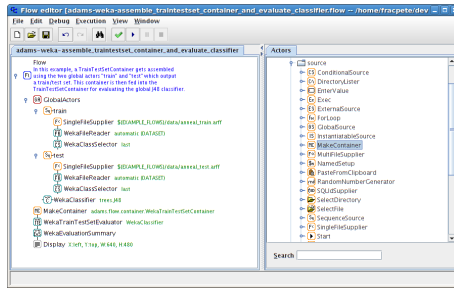 Flow editor [adams-weka-assemble_traintestset_container_and_evaluate_classifier.flow -- /home/fracpete/dev
File Edit Debug Execution View Window
adams-weka-assemble_traintestset_container_and_evaluate_classifier
Flow
In this example, a TrainTestSetContainer gets assembled
using the two global actors "train" and "test" which output
a train/test set. This container is then fed into the
TrainTestSetContainer for evaluating the global J48 classifier.
GlobalActors
train
SingleFileSupplier ${EXAMPLE_FLOWS}/data/anneal_train.arff
WekaFileReader automatic (DATASET)
WekaClassSelector last
test
SingleFileSupplier ${EXAMPLE_FLOWS}/data/anneal_test.arff
WekaFileReader automatic (DATASET)
WekaClassSelector last
WekaClassifier trees.J48
MakeContainer adams.flow.container.WekaTrainTestSetContainer
WekaTrainTestSetEvaluator WekaClassifier
WekaEvaluationSummary
Display X:left, Y:top, W:640, H:480
Actors
source
ConditionalSource
DirectoryLister
EnterValue
Exec
ExternalSource
ForLoop
GlobalSource
InstantiatableSource
MakeContainer
MultiFileSupplier
NamedSetup
PasteFromClipboard
RandomNumberGenerator
SQLIdSupplier
SelectDirectory
SelectFile
SequenceSource
SingleFileSupplier
Start
Search